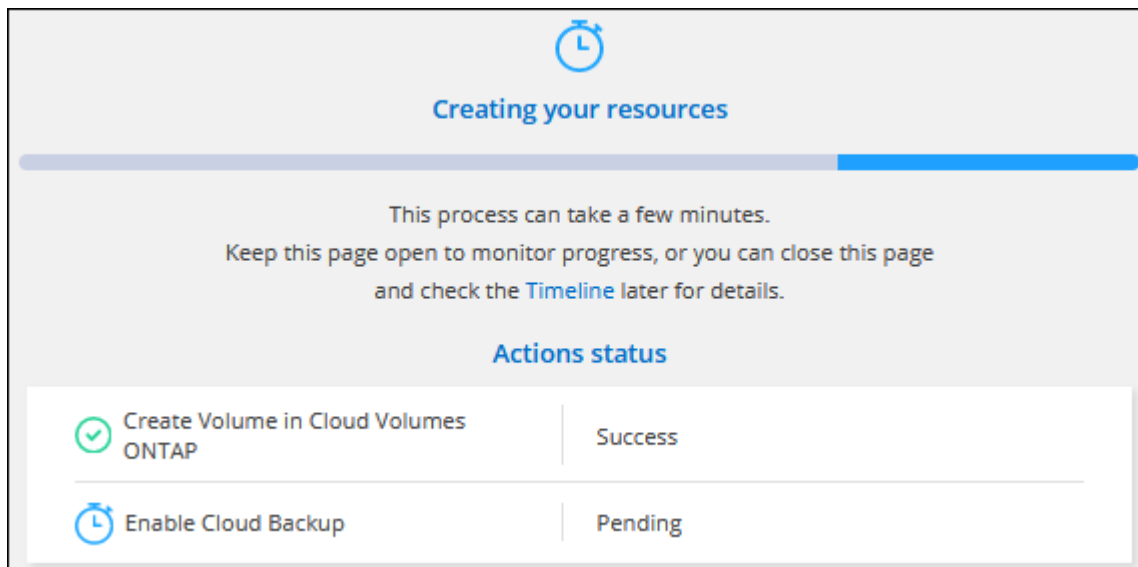 Creating your resources
This process can take a few minutes.
Keep this page open to monitor progress, or you can close this page
and check the Timeline later for details.
Actions status
Create Volume in Cloud Volumes
ONTAP
Success
Enable Cloud Backup
Pending